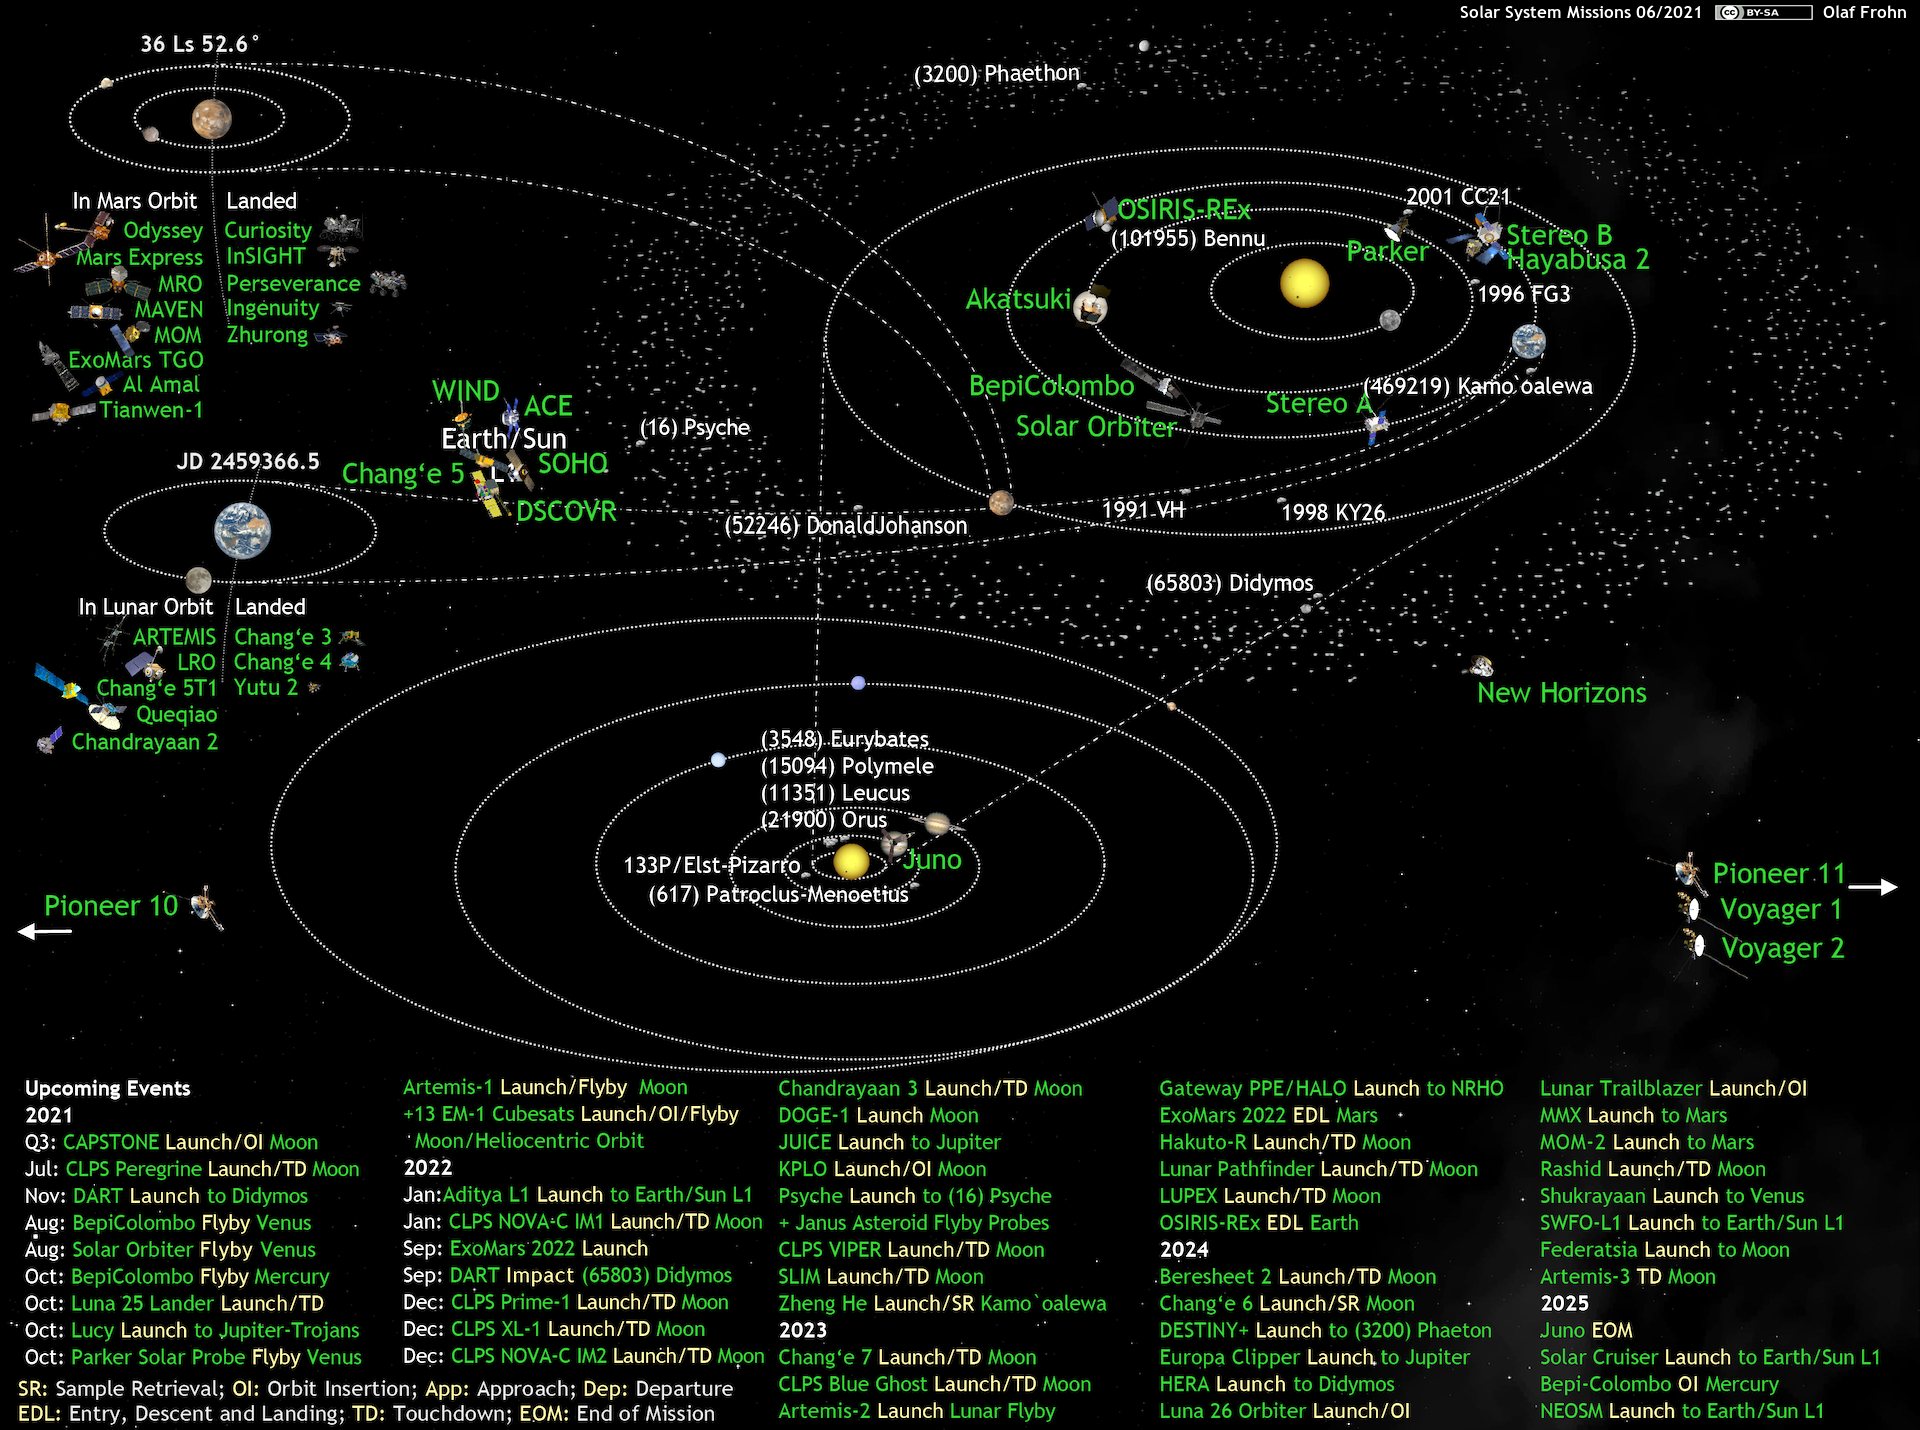 Solar System Missions 06/2021 cc BY-SA Olaf Frohn
36 Ls 52.6°
(3200) Phaethon
In Mars Orbit Landed
Odyssey Curiosity
Mars Express InSIGHT
MRO Perseverance
MAVEN Ingenuity
MOM Zhurong
ExoMars TGO
Al Amal
Tianwen-1
OSIRIS-REx
(101955) Bennu
2001 CC21
Parker
Stereo B
Hayabusa 2
Akatsuki
1996 FG3
BepiColombo
(469219) Kamo`oalewa
Solar Orbiter
Stereo A
WIND
ACE
Earth/Sun
(16) Psyche
SOHO
Chang‘e 5
DSCOVR
JD 2459366.5
(52246) DonaldJohanson
1991 VH
1998 KY26
(65803) Didymos
In Lunar Orbit Landed
ARTEMIS Chang‘e 3
LRO Chang‘e 4
Chang‘e 5T1 Yutu 2
Queqiao
Chandrayaan 2
New Horizons
(3548) Eurybates
(15094) Polymele
(11351) Leucus
(21900) Orus
133P/Elst-Pizarro
Juno
(617) Patroclus-Menoetius
Pioneer 10
Pioneer 11
Voyager 1
Voyager 2
Upcoming Events
2021
Q3: CAPSTONE Launch/OI Moon
Jul: CLPS Peregrine Launch/TD Moon
Nov: DART Launch to Didymos
Aug: BepiColombo Flyby Venus
Aug: Solar Orbiter Flyby Venus
Oct: BepiColombo Flyby Mercury
Oct: Luna 25 Lander Launch/TD
Oct: Lucy Launch to Jupiter-Trojans
Oct: Parker Solar Probe Flyby Venus
Artemis-1 Launch/Flyby Moon
+13 EM-1 Cubesats Launch/OI/Flyby
Moon/Heliocentric Orbit
2022
Jan:Aditya L1 Launch to Earth/Sun L1
Jan: CLPS NOVA-C IM1 Launch/TD Moon
Sep: ExoMars 2022 Launch
Sep: DART Impact (65803) Didymos
Dec: CLPS Prime-1 Launch/TD Moon
Dec: CLPS XL-1 Launch/TD Moon
Dec: CLPS NOVA-C IM2 Launch/TD Moon
Chandrayaan 3 Launch/TD Moon
DOGE-1 Launch Moon
JUICE Launch to Jupiter
KPLO Launch/OI Moon
Psyche Launch to (16) Psyche
+ Janus Asteroid Flyby Probes
CLPS VIPER Launch/TD Moon
SLIM Launch/TD Moon
Zheng He Launch/SR Kamo`oalewa
2023
Chang‘e 7 Launch/TD Moon
CLPS Blue Ghost Launch/TD Moon
Artemis-2 Launch Lunar Flyby
Gateway PPE/HALO Launch to NRHO
ExoMars 2022 EDL Mars
Hakuto-R Launch/TD Moon
Lunar Pathfinder Launch/TD Moon
LUPEX Launch/TD Moon
OSIRIS-REx EDL Earth
2024
Beresheet 2 Launch/TD Moon
Chang‘e 6 Launch/SR Moon
DESTINY+ Launch to (3200) Phaeton
Europa Clipper Launch to Jupiter
HERA Launch to Didymos
Luna 26 Orbiter Launch/OI
Lunar Trailblazer Launch/OI
MMX Launch to Mars
MOM-2 Launch to Mars
Rashid Launch/TD Moon
Shukrayaan Launch to Venus
SWFO-L1 Launch to Earth/Sun L1
Federatsia Launch to Moon
Artemis-3 TD Moon
2025
Juno EOM
Solar Cruiser Launch to Earth/Sun L1
Bepi-Colombo OI Mercury
NEOSM Launch to Earth/Sun L1
SR: Sample Retrieval; OI: Orbit Insertion; App: Approach; Dep: Departure
EDL: Entry, Descent and Landing; TD: Touchdown; EOM: End of Mission